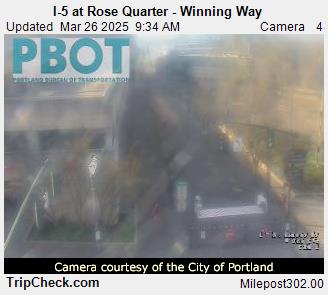 I-5 at Rose Quarter - Winning Way
Updated Mar 26 2025 9:34 AM Camera 4
PBOT
PORTLAND BUREAU OF TRANSPORTATION
Camera courtesy of the City of Portland
TripCheck.com Milepost302.00